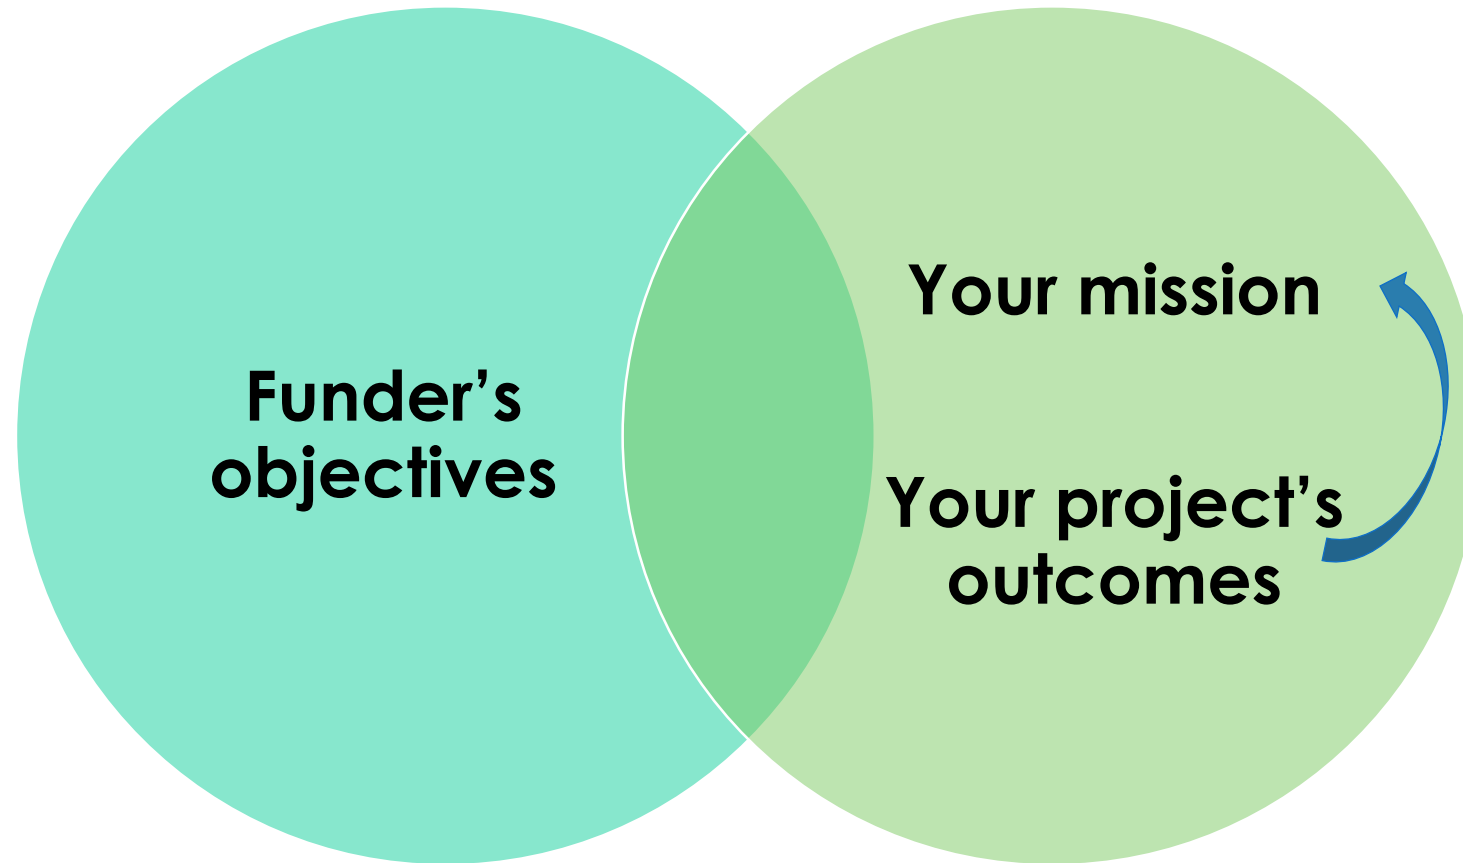 Funder’s
objectives
Your mission
Your project’s
outcomes